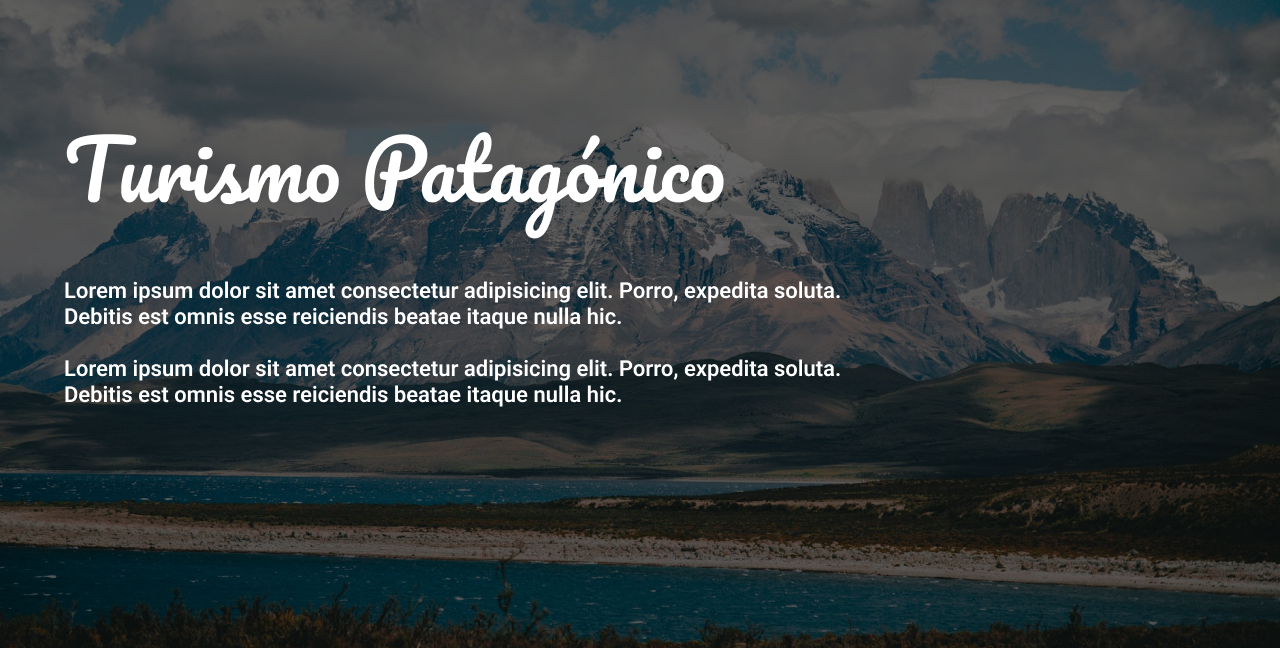 Turismo Patagónico
Lorem ipsum dolor sit amet consectetur adipisicing elit. Porro, expedita soluta.
Debitis est omnis esse reiciendis beatae itaque nulla hic.
Lorem ipsum dolor sit amet consectetur adipisicing elit. Porro, expedita soluta.
Debitis est omnis esse reiciendis beatae itaque nulla hic.